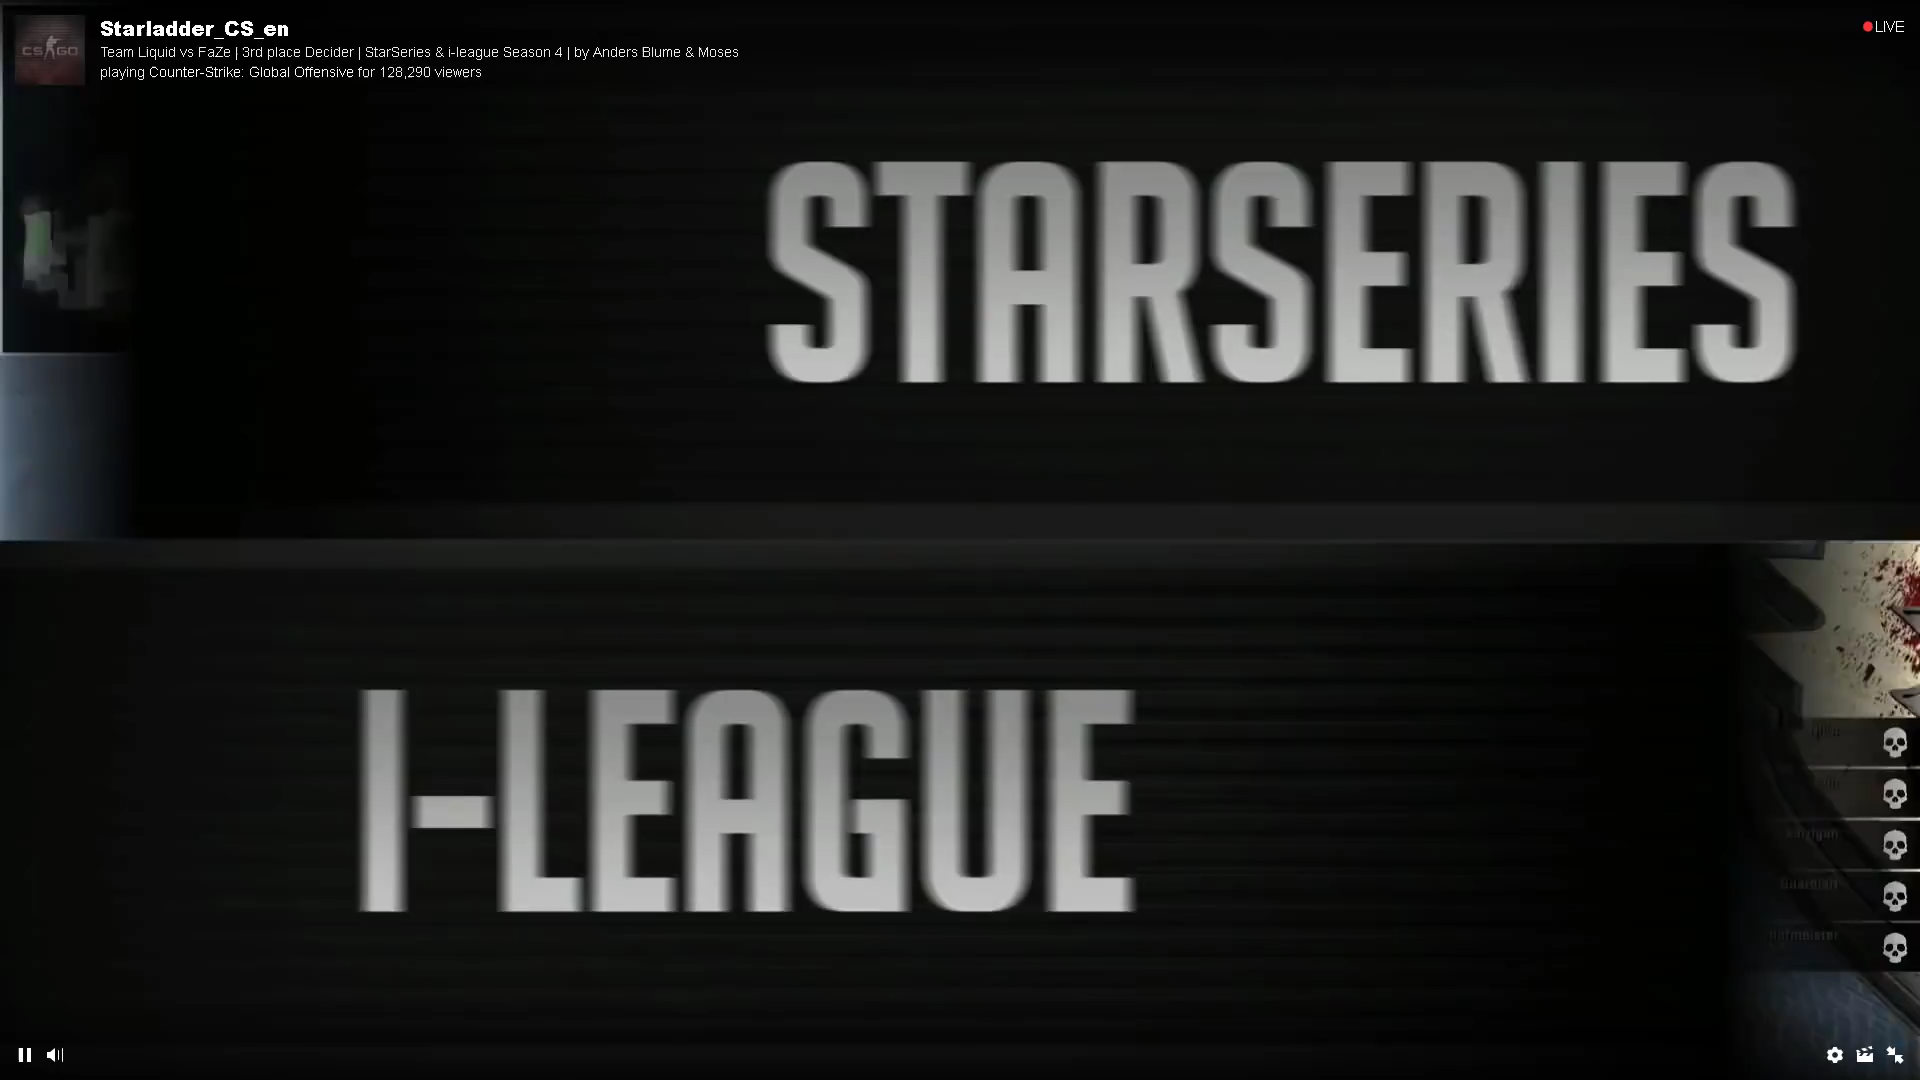 Starladder_CS_en
Team Liquid vs FaZe | 3rd place Decider | StarSeries & i-league Season 4 | by Anders Blume & Moses
playing Counter-Strike: Global Offensive for 128,290 viewers
CS GO
LIVE
STARSERIES
I-LEAGUE